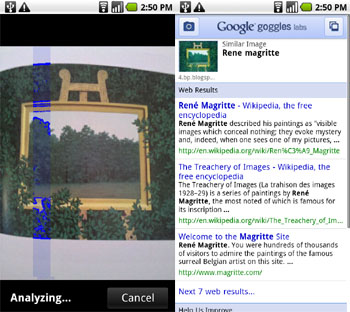 2:50 PM
Analyzing...
Cancel
2:50 PM
Google goggles labs
Similar Image
Rene magritte
4.bp.blogsp...
Web Results
René Magritte - Wikipedia, the free
encyclopedia
René Magritte described his paintings as "visible
images which conceal nothing; they evoke mystery
and, indeed, when one sees one of my pictures, ...
http://en.wikipedia.org/wiki/Ren%C3%A9_Magritte
The Treachery of Images - Wikipedia, the
free encyclopedia
The Treachery of Images (La trahison des images
1928–29) is a series of paintings by René
Magritte, the most noted of which is famous for
its inscription ...
http://en.wikipedia.org/wiki/The_Treachery_of_Im...
Welcome to the Magritte Site
René Magritte. You were hundreds of thousands
of visitors to admire the paintings of the famous
surreal Belgian artist on this site. ...
http://www.magritte.com/
Next 7 web results...
Help Us Improve